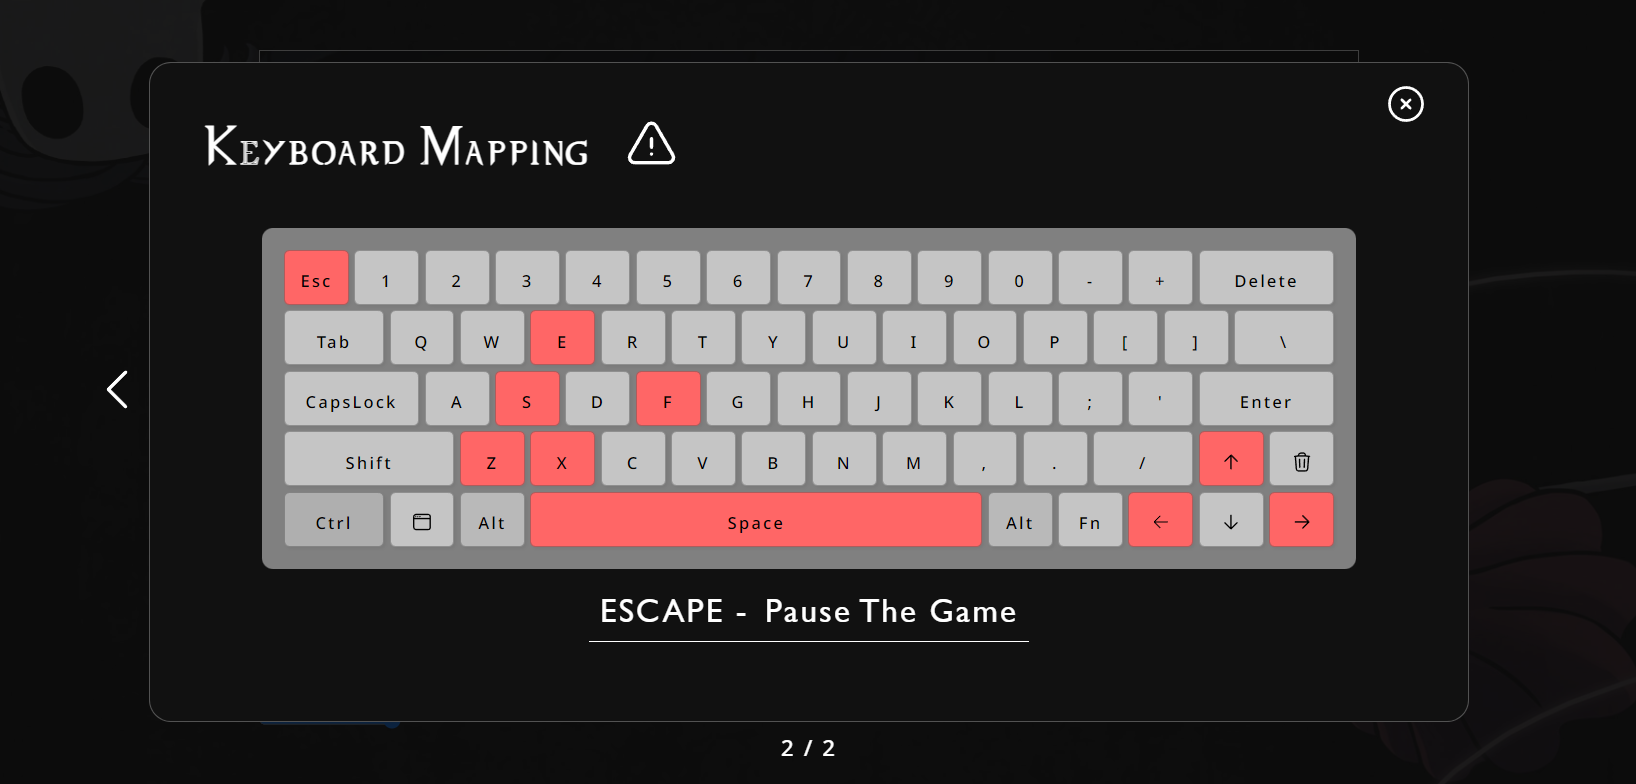 Keyboard Mapping
Esc 1 2 3 4 5 6 7 8 9 0 - + Delete
Tab Q W E R T Y U I O P [ ] \
CapsLock A S D F G H J K L ; ' Enter
Shift Z X C V B N M , . / ↑
Ctrl Alt Space Alt Fn ← ↓ →
ESCAPE - Pause The Game
2 / 2